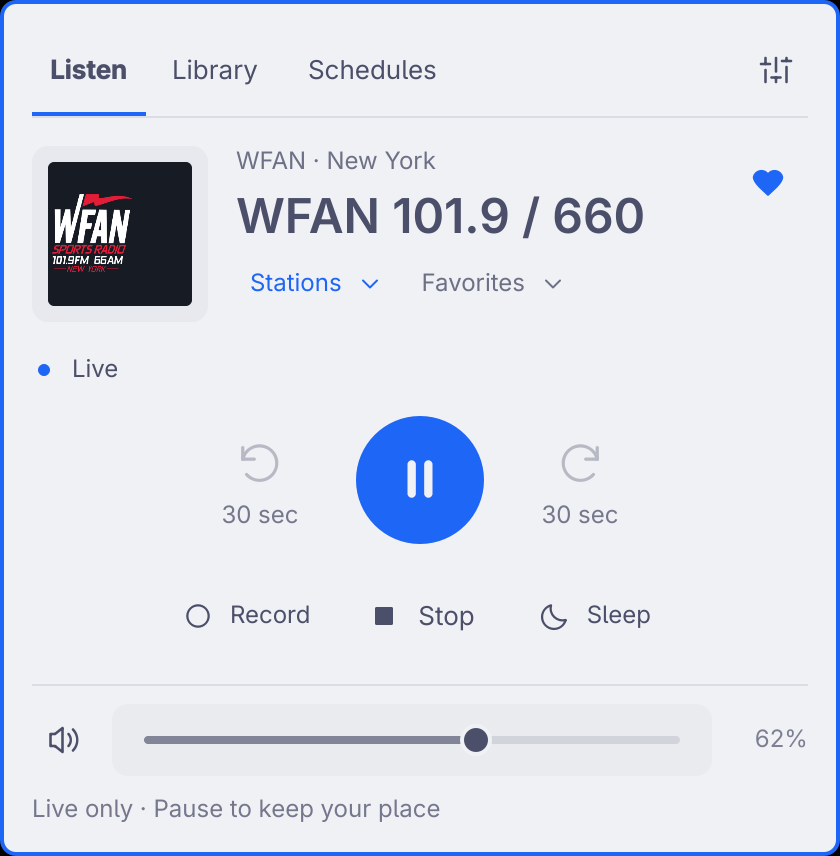 Listen Library Schedules
WFAN · New York
WFAN 101.9 / 660
WFAN
SPORTS RADIO
101.9FM 66AM
NEW YORK
Stations Favorites
Live
30 sec 30 sec
Record Stop Sleep
62%
Live only · Pause to keep your place